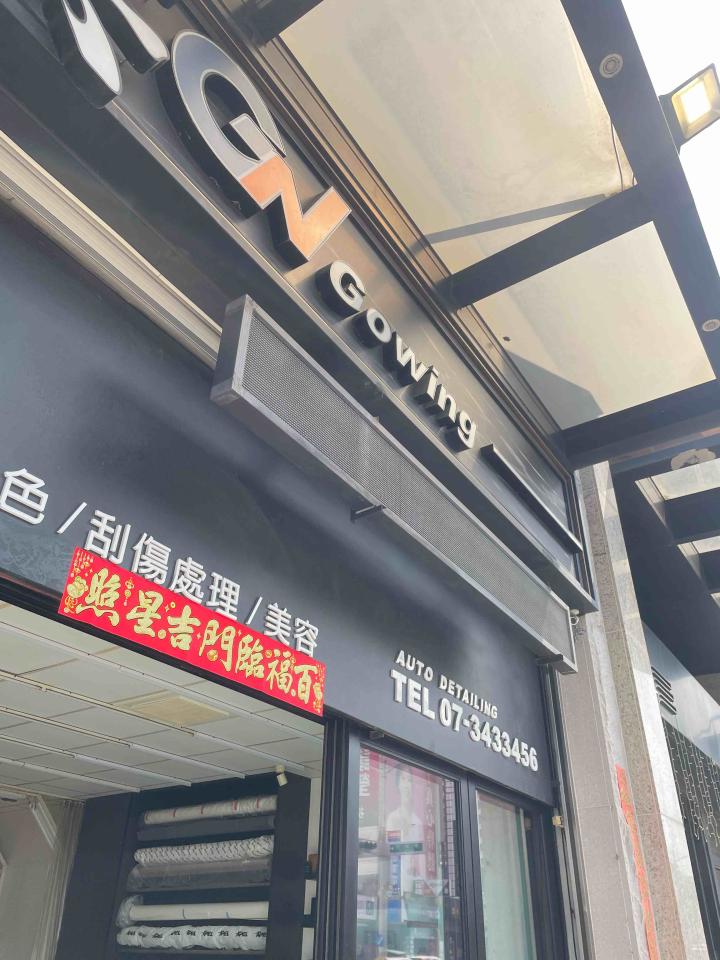 GN
Gowing
色/刮傷處理/美容
百福臨門吉星照
AUTO DETAILING
TEL 07-3433456